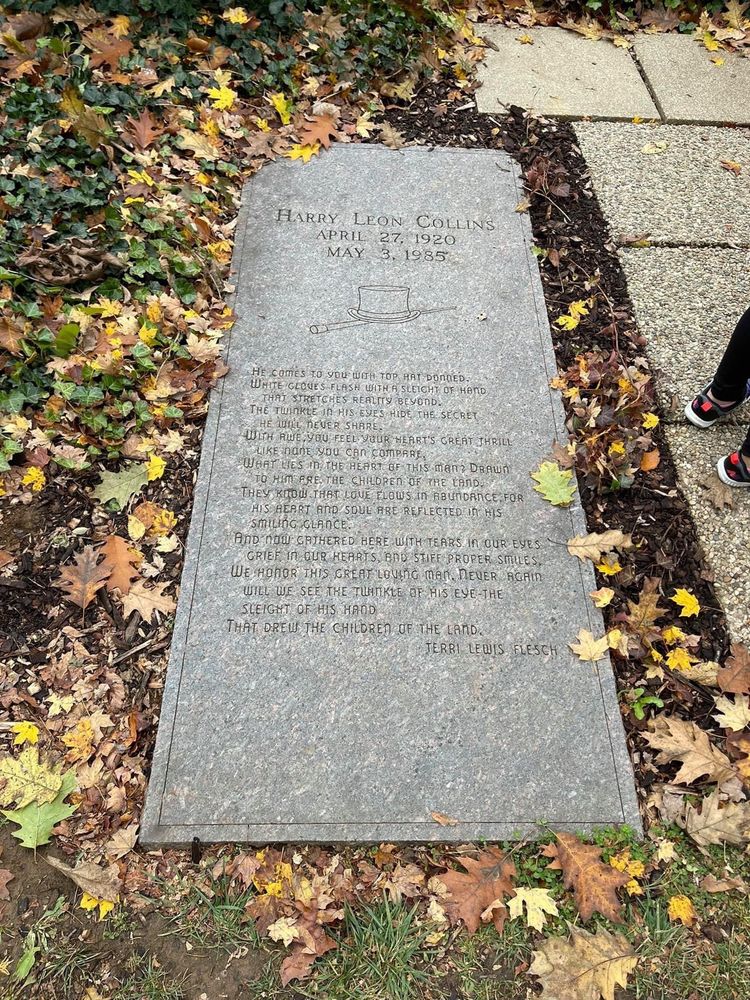 Harry Leon Collins
April 27, 1920
May 3, 1985
He comes to you with top hat donned.
White gloves flash with a sleight of hand
that stretches reality beyond.
The twinkle in his eyes hide the secret
he will never share.
With awe, you feel your heart's great thrill
like none you can compare.
What lies in the heart of this man? Drawn
to him are the children of the land.
They know that love flows in abundance, for
his heart and soul are reflected in his
smiling glance.
And now gathered here with tears in our eyes,
grief in our hearts, and stiff proper smiles,
We honor this great loving man. Never again
will we see the twinkle of his eye-the
sleight of his hand
That drew the children of the land.
Terri Lewis Flesch